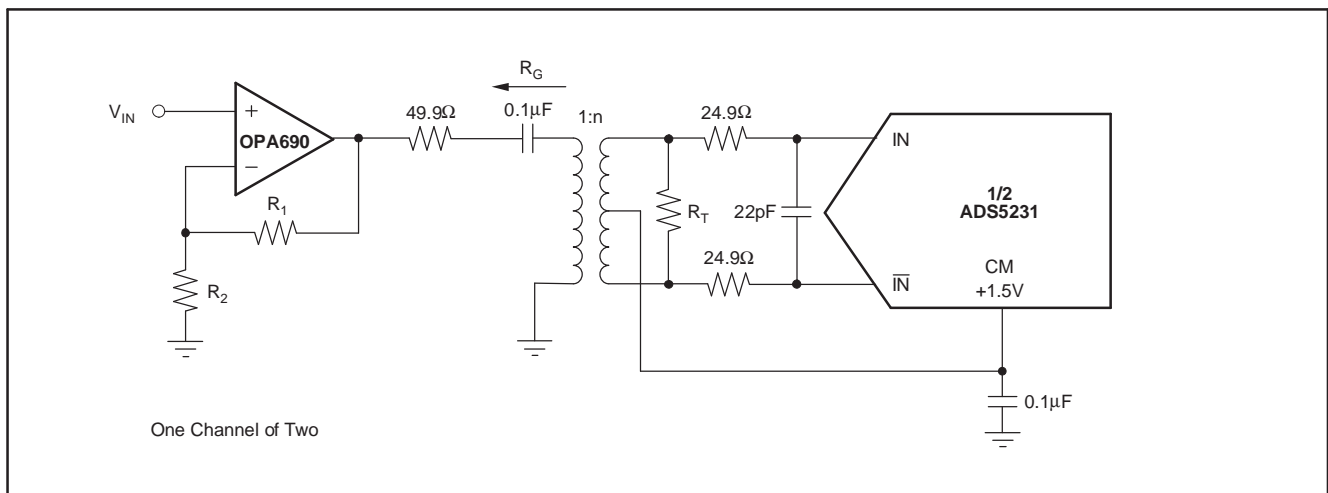 R_G
V_IN
+
OPA690
−
49.9Ω
0.1μF
1:n
24.9Ω
IN
R_1
R_T
22pF
1/2
ADS5231
R_2
24.9Ω
I̅N̅
CM
+1.5V
0.1μF
One Channel of Two